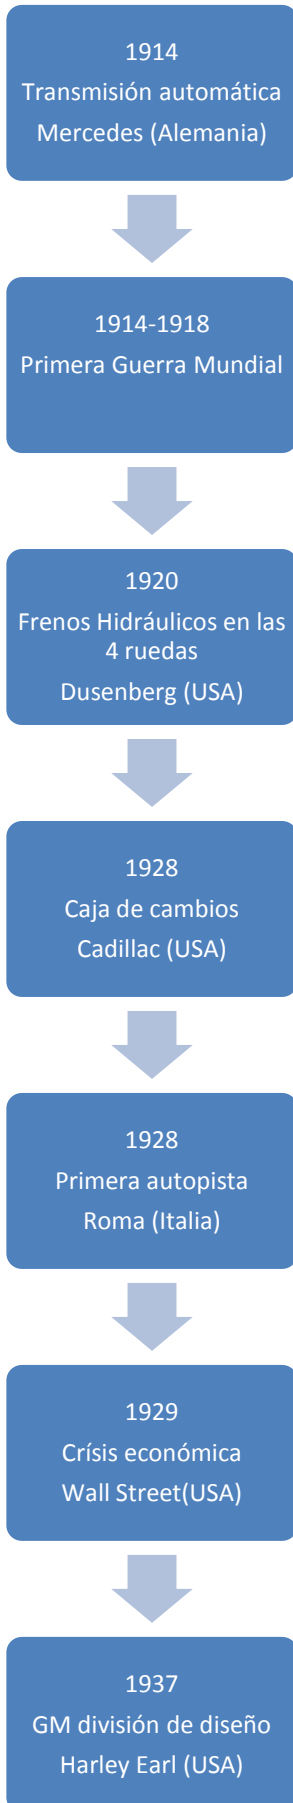 1914
Transmisión automática
Mercedes (Alemania)
1914-1918
Primera Guerra Mundial
1920
Frenos Hidráulicos en las
4 ruedas
Dusenberg (USA)
1928
Caja de cambios
Cadillac (USA)
1928
Primera autopista
Roma (Italia)
1929
Crísis económica
Wall Street(USA)
1937
GM división de diseño
Harley Earl (USA)